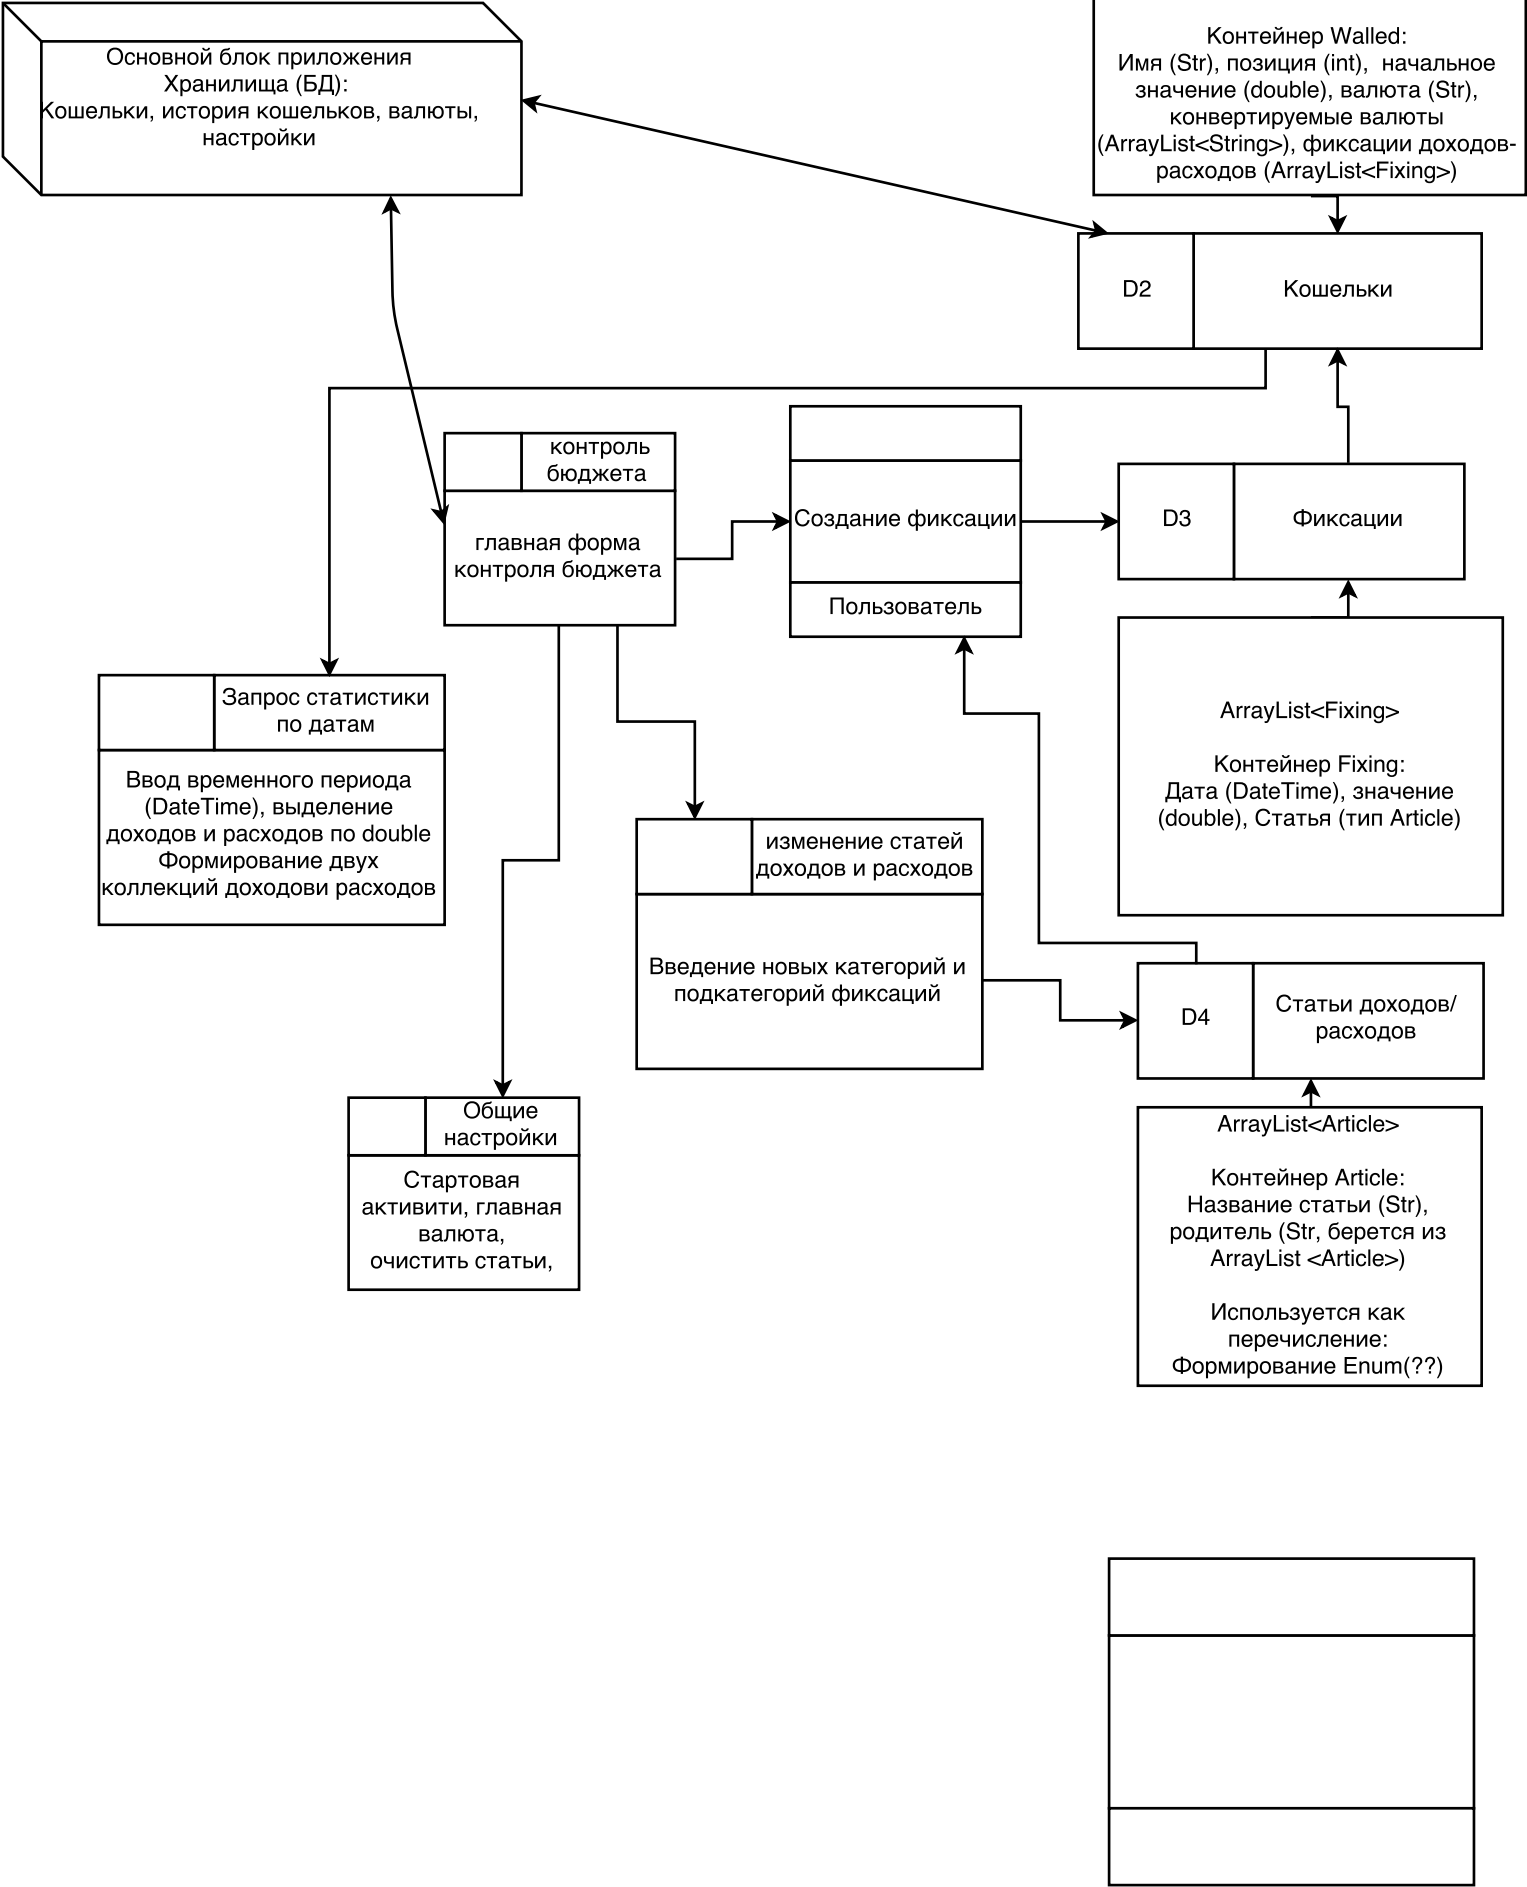 Основной блок приложения
Хранилища (БД):
Кошельки, история кошельков, валюты,
настройки
Контейнер Walled:
Имя (Str), позиция (int),  начальное
значение (double), валюта (Str),
конвертируемые валюты
(ArrayList<String>), фиксации доходов-
расходов (ArrayList<Fixing>)
D2
Кошельки
контроль
бюджета
главная форма
контроля бюджета
Создание фиксации
Пользователь
D3
Фиксации
Запрос статистики
по датам
Ввод временного периода
(DateTime), выделение
доходов и расходов по double
Формирование двух
коллекций доходови расходов
ArrayList<Fixing>
Контейнер Fixing:
Дата (DateTime), значение
(double), Статья (тип Article)
изменение статей
доходов и расходов
Введение новых категорий и
подкатегорий фиксаций
D4
Статьи доходов/
расходов
Общие
настройки
Стартовая
активити, главная
валюта,
очистить статьи,
ArrayList<Article>
Контейнер Article:
Название статьи (Str),
родитель (Str, берется из
ArrayList <Article>)
Используется как
перечисление:
Формирование Enum(??)